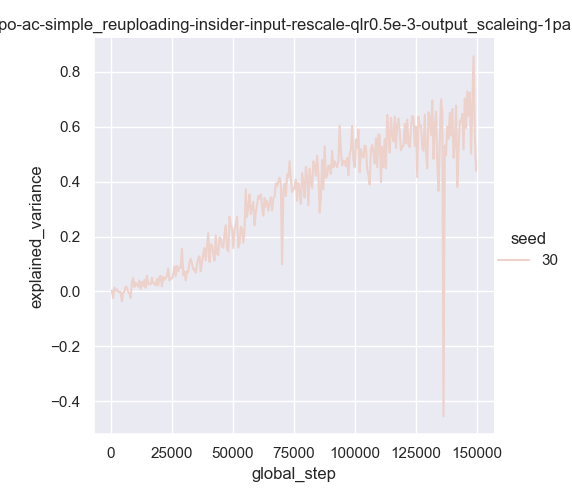 po-ac-simple_reuploading-insider-input-rescale-qlr0.5e-3-output_scaleing-1pa
0.8
0.6
0.4
0.2
0.0
−0.2
−0.4
explained_variance
seed
30
0 25000 50000 75000 100000 125000 150000
global_step